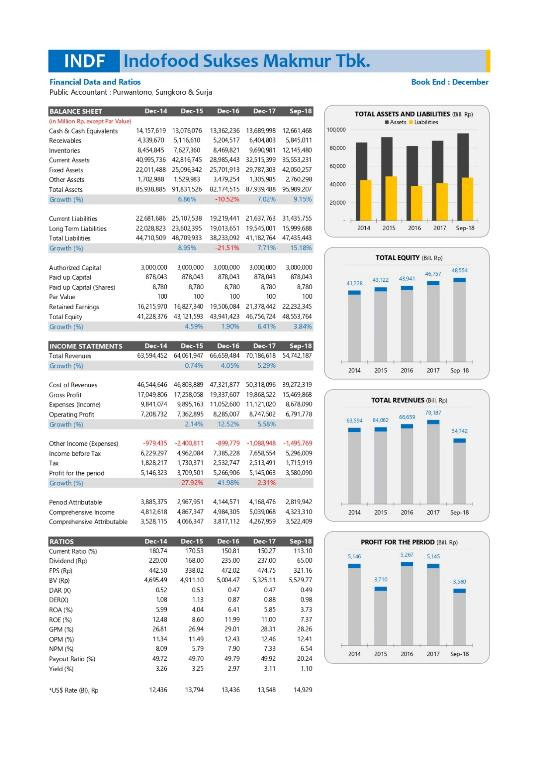 INDF Indofood Sukses Makmur Tbk.
Financial Data and Ratios Book End : December
Public Accountant : Purwantono, Sungkoro & Surja
BALANCE SHEET Dec-14 Dec-15 Dec-16 Dec-17 Sep-18
(in Million Rp, except Par Value)
Cash & Cash Equivalents 14,157,619 13,076,076 13,362,236 13,689,998 12,661,468
Receivables 4,339,670 5,116,610 5,204,517 6,404,803 5,845,011
Inventories 8,454,845 7,627,360 8,469,821 9,690,981 12,145,480
Current Assets 40,995,736 42,816,745 28,985,443 32,515,399 35,553,231
Fixed Assets 22,011,488 25,096,342 25,701,913 29,787,303 42,050,257
Other Assets 1,702,988 1,529,983 3,479,254 1,305,985 2,760,298
Total Assets 85,938,885 91,831,526 82,174,515 87,939,488 95,989,207
Growth (%) 6.86% -10.52% 7.02% 9.15%
Current Liabilities 22,681,686 25,107,538 19,219,441 21,637,763 31,435,755
Long Term Liabilities 22,028,823 23,602,395 19,013,651 19,545,001 15,999,688
Total Liabilities 44,710,509 48,709,933 38,233,092 41,182,764 47,435,443
Growth (%) 8.95% -21.51% 7.71% 15.18%
Authorized Capital 3,000,000 3,000,000 3,000,000 3,000,000 3,000,000
Paid up Capital 878,043 878,043 878,043 878,043 878,043
Paid up Capital (Shares) 8,780 8,780 8,780 8,780 8,780
Par Value 100 100 100 100 100
Retained Earnings 16,215,970 16,827,340 19,506,084 21,378,442 22,232,345
Total Equity 41,228,376 43,121,593 43,941,423 46,756,724 48,553,764
Growth (%) 4.59% 1.90% 6.41% 3.84%
INCOME STATEMENTS Dec-14 Dec-15 Dec-16 Dec-17 Sep-18
Total Revenues 63,594,452 64,061,947 66,659,484 70,186,618 54,742,187
Growth (%) 0.74% 4.05% 5.29%
Cost of Revenues 46,544,646 46,803,889 47,321,877 50,318,096 39,272,319
Gross Profit 17,049,806 17,258,058 19,337,607 19,868,522 15,469,868
Expenses (Income) 9,841,074 9,895,163 11,052,600 11,121,020 8,678,090
Operating Profit 7,208,732 7,362,895 8,285,007 8,747,502 6,791,778
Growth (%) 2.14% 12.52% 5.58%
Other Income (Expenses) -979,435 -2,400,811 -899,779 -1,088,948 -1,495,769
Income before Tax 6,229,297 4,962,084 7,385,228 7,658,554 5,296,009
Tax 1,828,217 1,730,371 2,532,747 2,513,491 1,715,919
Profit for the period 5,146,323 3,709,501 5,266,906 5,145,063 3,580,090
Growth (%) -27.92% 41.98% -2.31%
Period Attributable 3,885,375 2,967,951 4,144,571 4,168,476 2,819,942
Comprehensive Income 4,812,618 4,867,347 4,984,305 5,039,068 4,323,310
Comprehensive Attributable 3,528,115 4,066,347 3,817,112 4,267,959 3,522,409
RATIOS Dec-14 Dec-15 Dec-16 Dec-17 Sep-18
Current Ratio (%) 180.74 170.53 150.81 150.27 113.10
Dividend (Rp) 220.00 168.00 235.00 237.00 65.00
EPS (Rp) 442.50 338.02 472.02 474.75 321.16
BV (Rp) 4,695.49 4,911.10 5,004.47 5,325.11 5,529.77
DAR (X) 0.52 0.53 0.47 0.47 0.49
DER(X) 1.08 1.13 0.87 0.88 0.98
ROA (%) 5.99 4.04 6.41 5.85 3.73
ROE (%) 12.48 8.60 11.99 11.00 7.37
GPM (%) 26.81 26.94 29.01 28.31 28.26
OPM (%) 11.34 11.49 12.43 12.46 12.41
NPM (%) 8.09 5.79 7.90 7.33 6.54
Payout Ratio (%) 49.72 49.70 49.79 49.92 20.24
Yield (%) 3.26 3.25 2.97 3.11 1.10
*US$ Rate (BI), Rp 12,436 13,794 13,436 13,548 14,929
TOTAL ASSETS AND LIABILITIES (Bill. Rp)
Assets Liabilities
100,000
80,000
60,000
40,000
20,000
-
2014 2015 2016 2017 Sep-18
TOTAL EQUITY (Bill. Rp)
41,228 43,122 43,941 46,757 48,554
2014 2015 2016 2017 Sep-18
TOTAL REVENUES (Bill. Rp)
63,594 64,062 66,659 70,187 54,742
2014 2015 2016 2017 Sep-18
PROFIT FOR THE PERIOD (Bill. Rp)
5,146 3,710 5,267 5,145 3,580
2014 2015 2016 2017 Sep-18